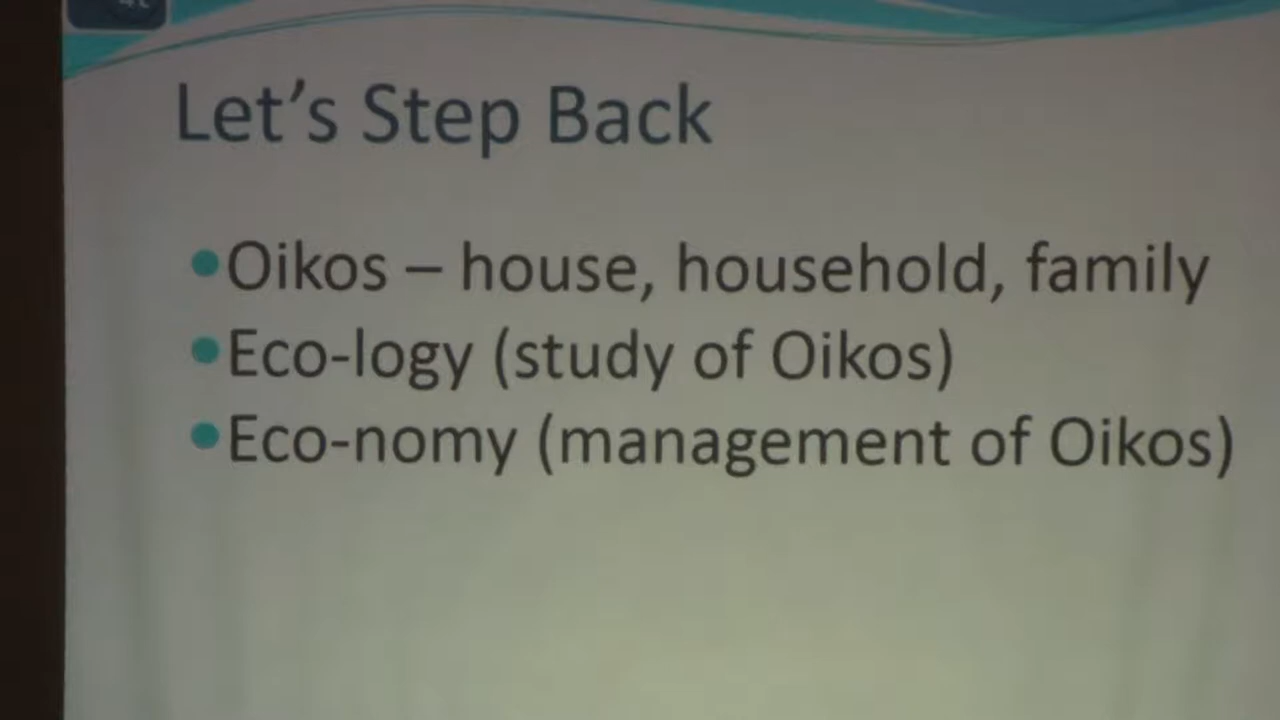 Let’s Step Back
•Oikos – house, household, family
•Eco-logy (study of Oikos)
•Eco-nomy (management of Oikos)